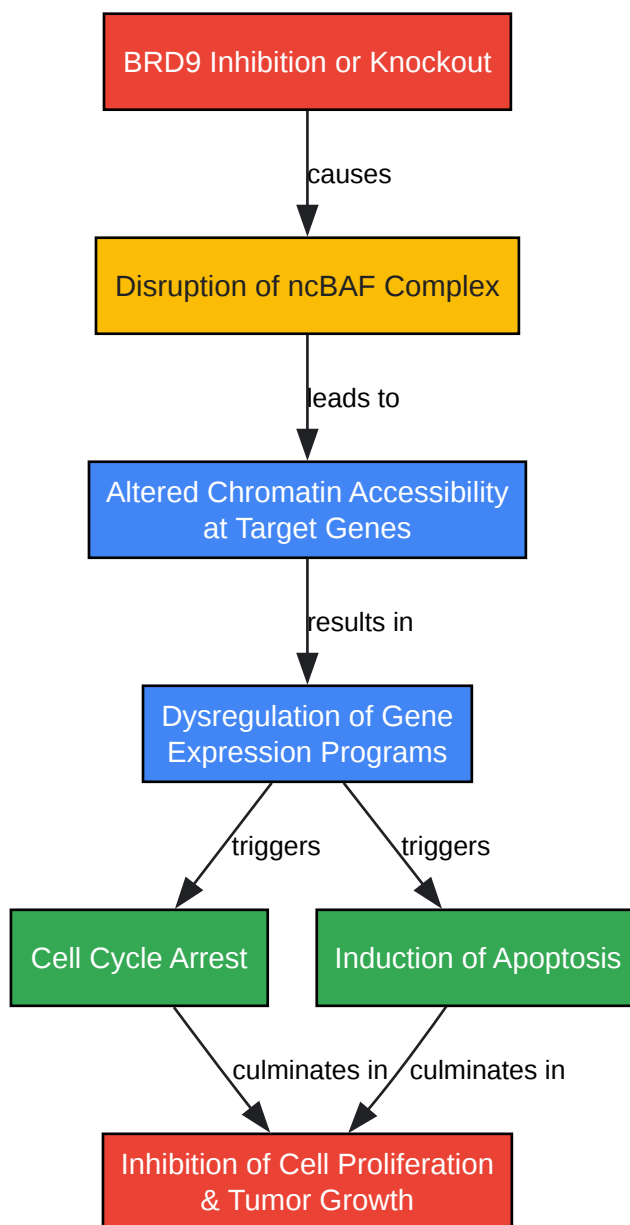 BRD9 Inhibition or Knockout
causes
Disruption of ncBAF Complex
leads to
Altered Chromatin Accessibility
at Target Genes
results in
Dysregulation of Gene
Expression Programs
triggers
triggers
Cell Cycle Arrest
Induction of Apoptosis
culminates in
culminates in
Inhibition of Cell Proliferation
& Tumor Growth